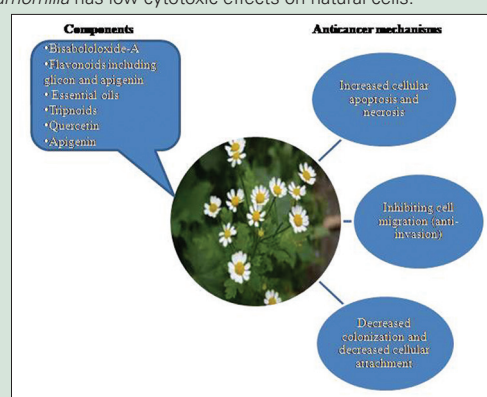 amomilla has low cytotoxic effects on natural cells.
Components
•Bisabololoxide-A
•Flavonoids including
glicon and apigenin
• Essential oils
•Tripnoids
•Quercetin
•Apigenin
Anticancer mechanisms
Increased cellular
apoptosis and
necrosis
Inhibiting cell
migration (anti-
invasion)
Decreased
colonization and
decreased cellular
attachment